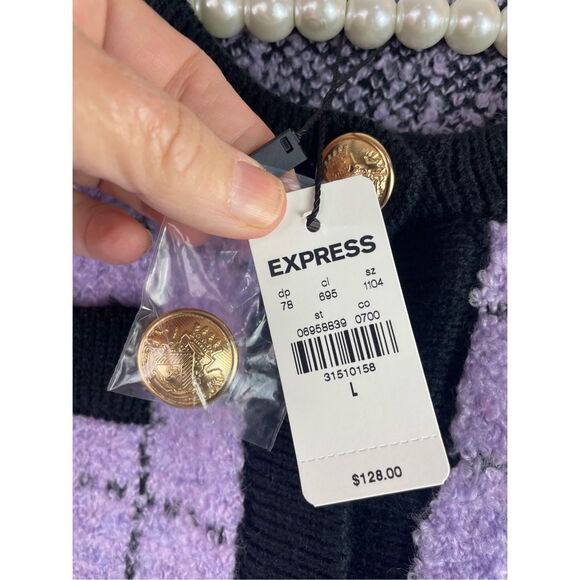 EXPRESS
dp cl sz
78 695 1104
st co
06958839 0700
31510158
L
$128.00